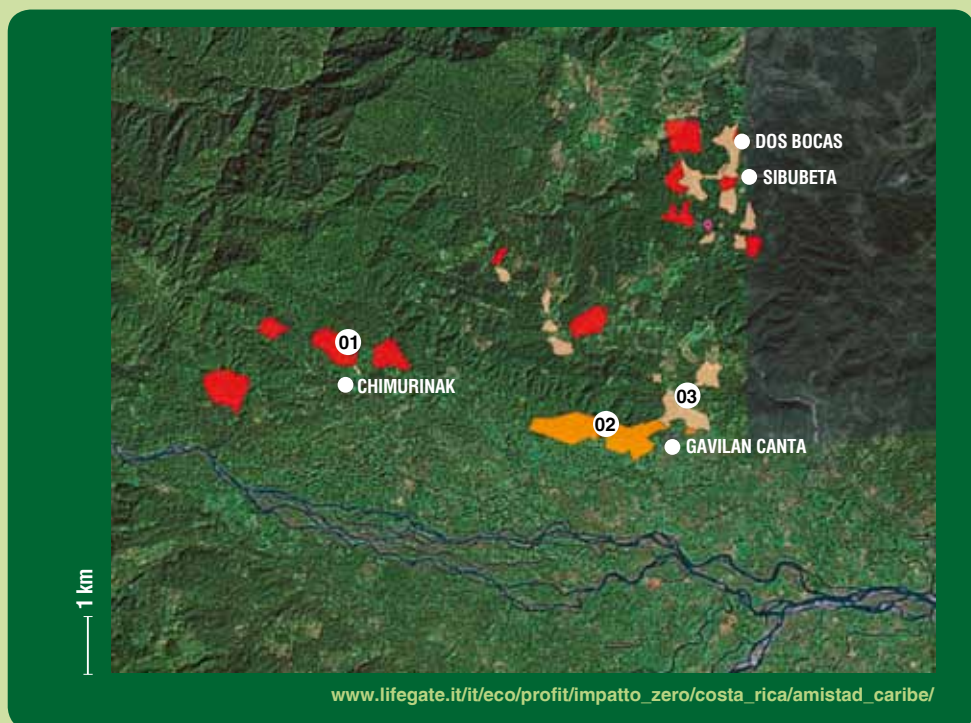 DOS BOCAS
SIBUBETA
01
CHIMURINAK
03
02
GAVILAN CANTA
1 km
www.lifegate.it/it/eco/profit/impatto_zero/costa_rica/amistad_caribe/